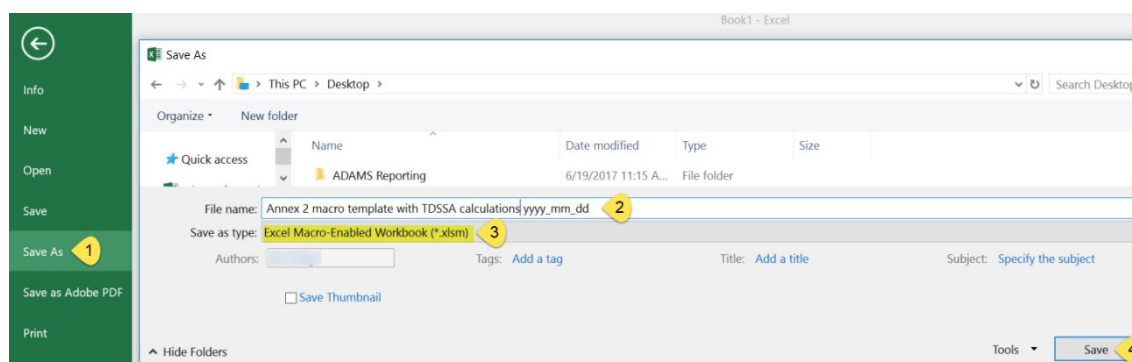 Book1 - Excel
Save As
This PC > Desktop >
Search Desktop
Info
Organize New folder
New
Name Date modified Type Size
Quick access
Open
ADAMS Reporting 6/19/2017 11:15 A... File folder
Save
File name: Annex 2 macro template with TDSSA calculations yyyy_mm_dd 2
Save as type: Excel Macro-Enabled Workbook (*.xlsm) 3
Save As 1
Authors: Tags: Add a tag Title: Add a title Subject: Specify the subject
Save as Adobe PDF
Save Thumbnail
Print
Hide Folders Tools Save 4